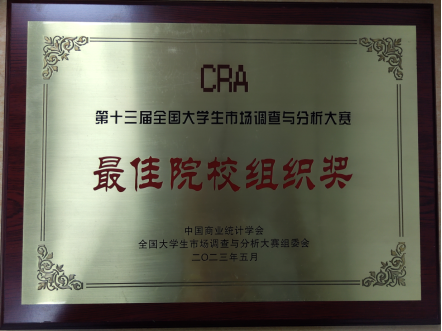 CRA
第十三届全国大学生市场调查与分析大赛
最佳院校组织奖
中国商业统计学会
全国大学生市场调查与分析大赛组委会
二〇二三年五月